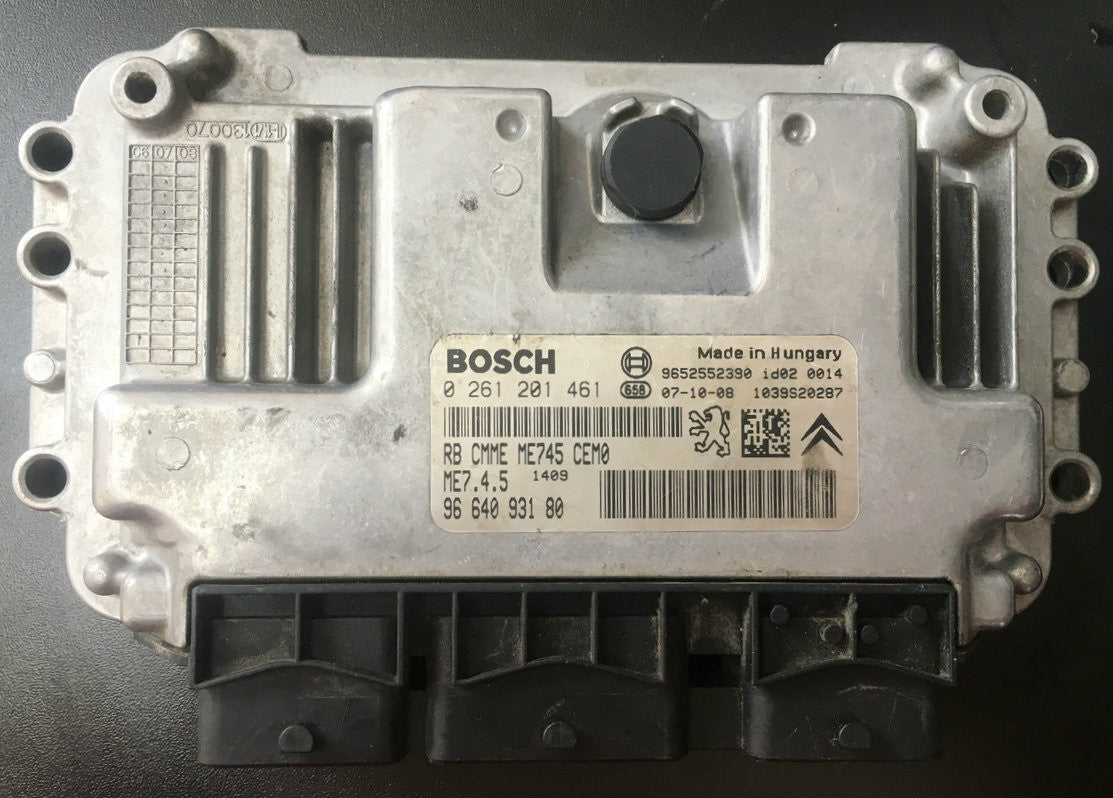 BOSCH
Made in Hungary
9652552390 id02 0014
0 261 201 461
658
07-10-08 1039S20287
RB CMME ME745 CEM0
ME7.4.5 1409
96 640 931 80